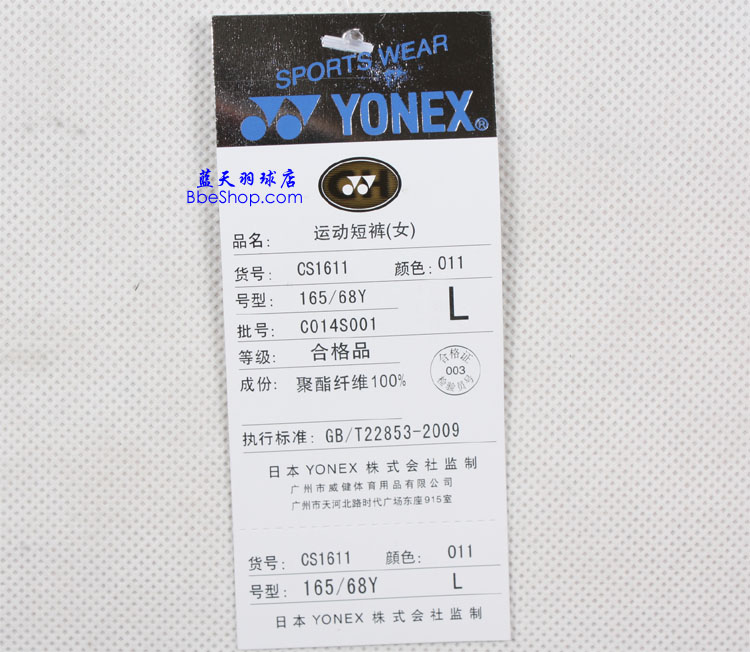 SPORTS WEAR
YONEX®
蓝天羽球店
BbeShop.com
品名: 运动短裤(女)
货号: CS1611 颜色: 011
号型: 165/68Y L
批号: C014S001
等级: 合格品
成份: 聚酯纤维100%
合格证
003
检验员号
执行标准: GB/T22853-2009
日本 YONEX 株式会社监制
广州市威健体育用品有限公司
广州市天河北路时代广场东座915室
货号: CS1611 颜色: 011
号型: 165/68Y L
日本 YONEX 株式会社监制